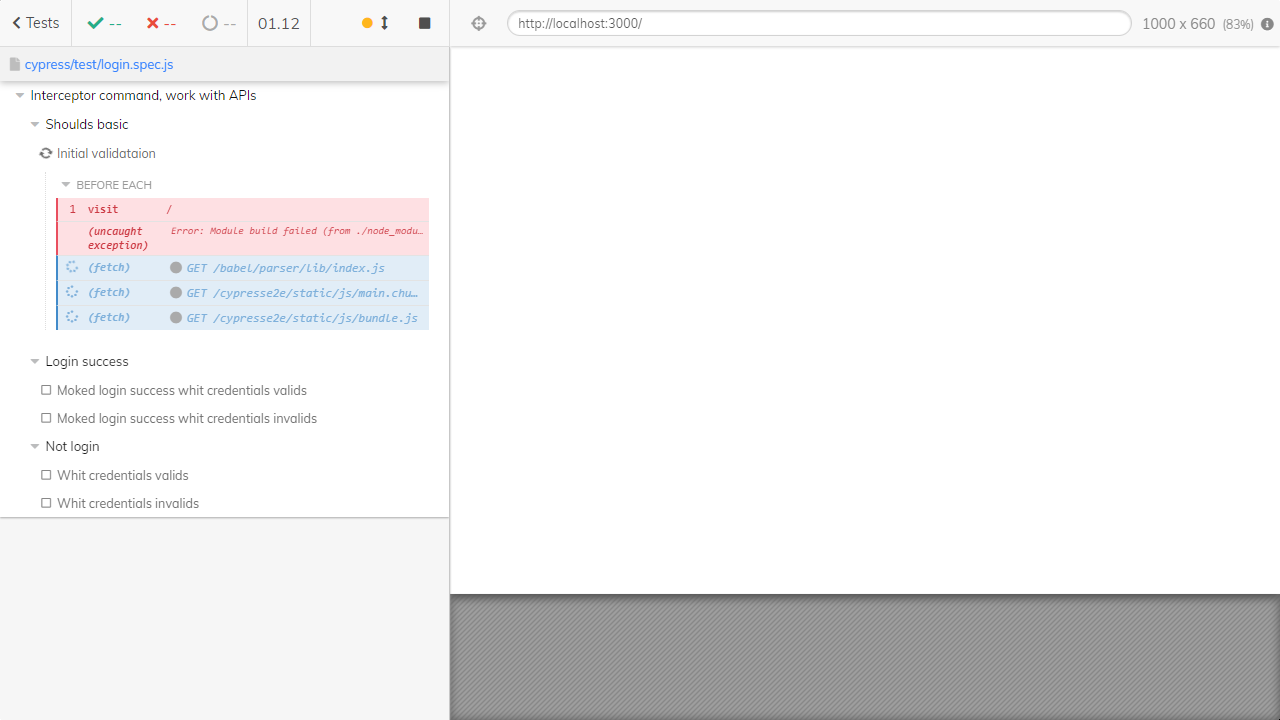 Tests -- -- -- 01.12 http://localhost:3000/ 1000 x 660 (83%)
cypress/test/login.spec.js
Interceptor command, work with APIs
Shoulds basic
Initial validataion
BEFORE EACH
1 visit /
(uncaught exception) Error: Module build failed (from ./node_modu…
(fetch) GET /babel/parser/lib/index.js
(fetch) GET /cypresse2e/static/js/main.chu…
(fetch) GET /cypresse2e/static/js/bundle.js
Login success
Moked login success whit credentials valids
Moked login success whit credentials invalids
Not login
Whit credentials valids
Whit credentials invalids